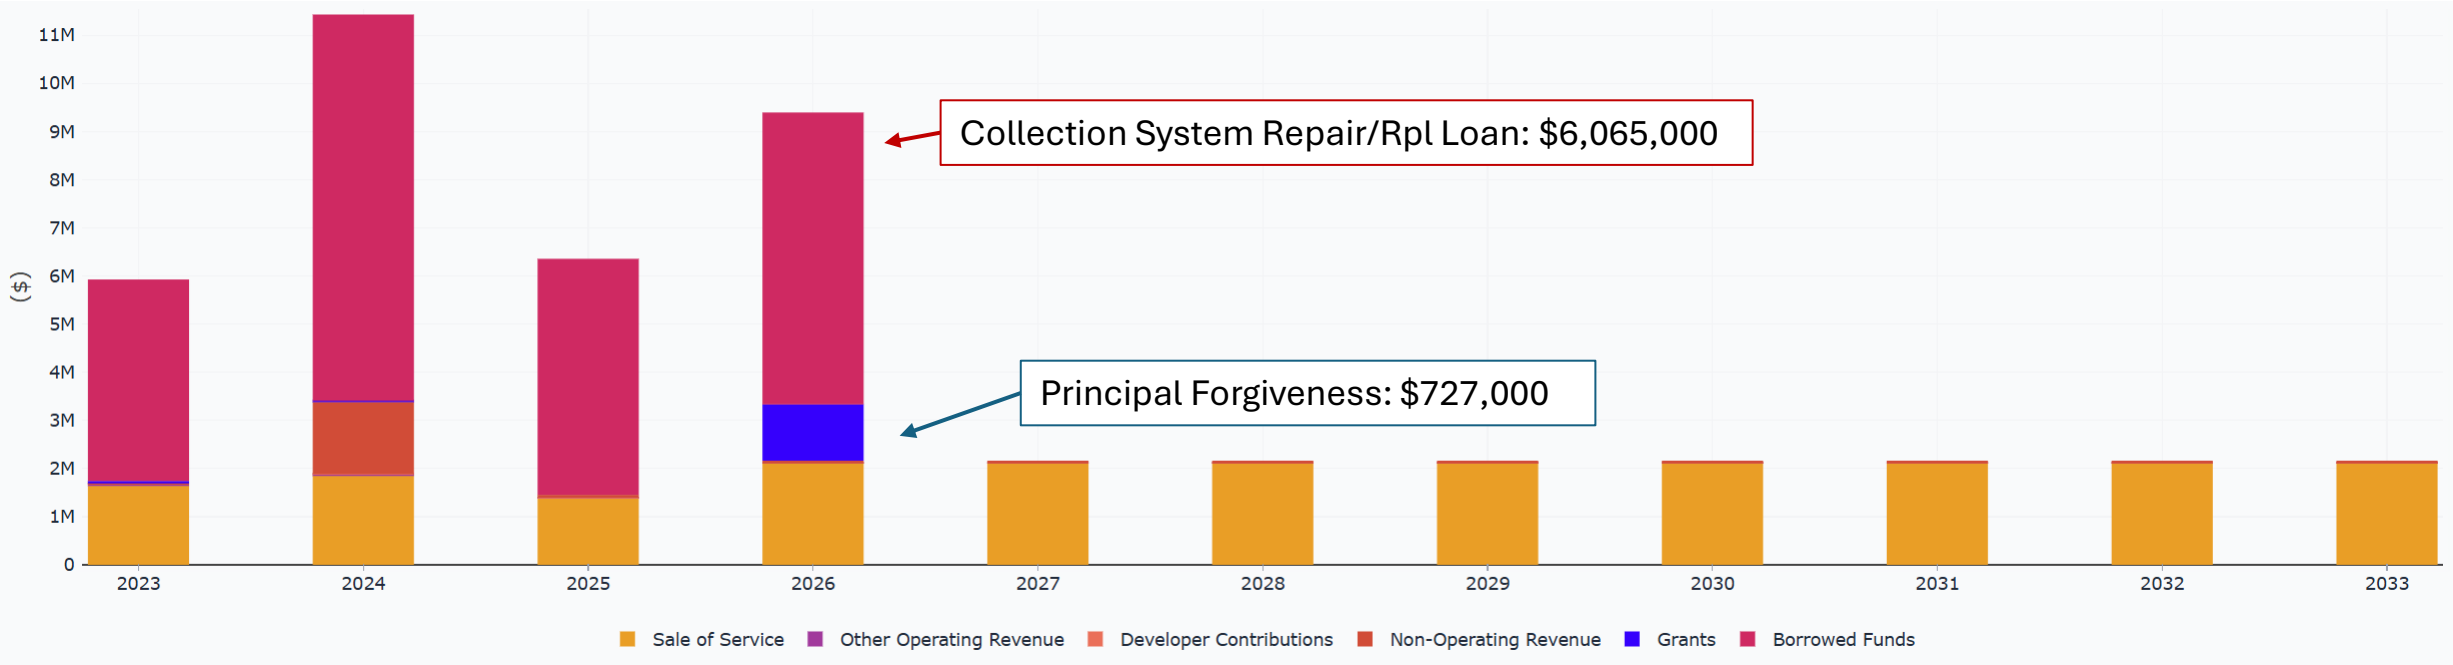 11M
10M
9M
8M
7M
6M
5M
4M
3M
2M
1M
0
($)
Collection System Repair/Rpl Loan: $6,065,000
Principal Forgiveness: $727,000
2023 2024 2025 2026 2027 2028 2029 2030 2031 2032 2033
Sale of Service Other Operating Revenue Developer Contributions Non-Operating Revenue Grants Borrowed Funds